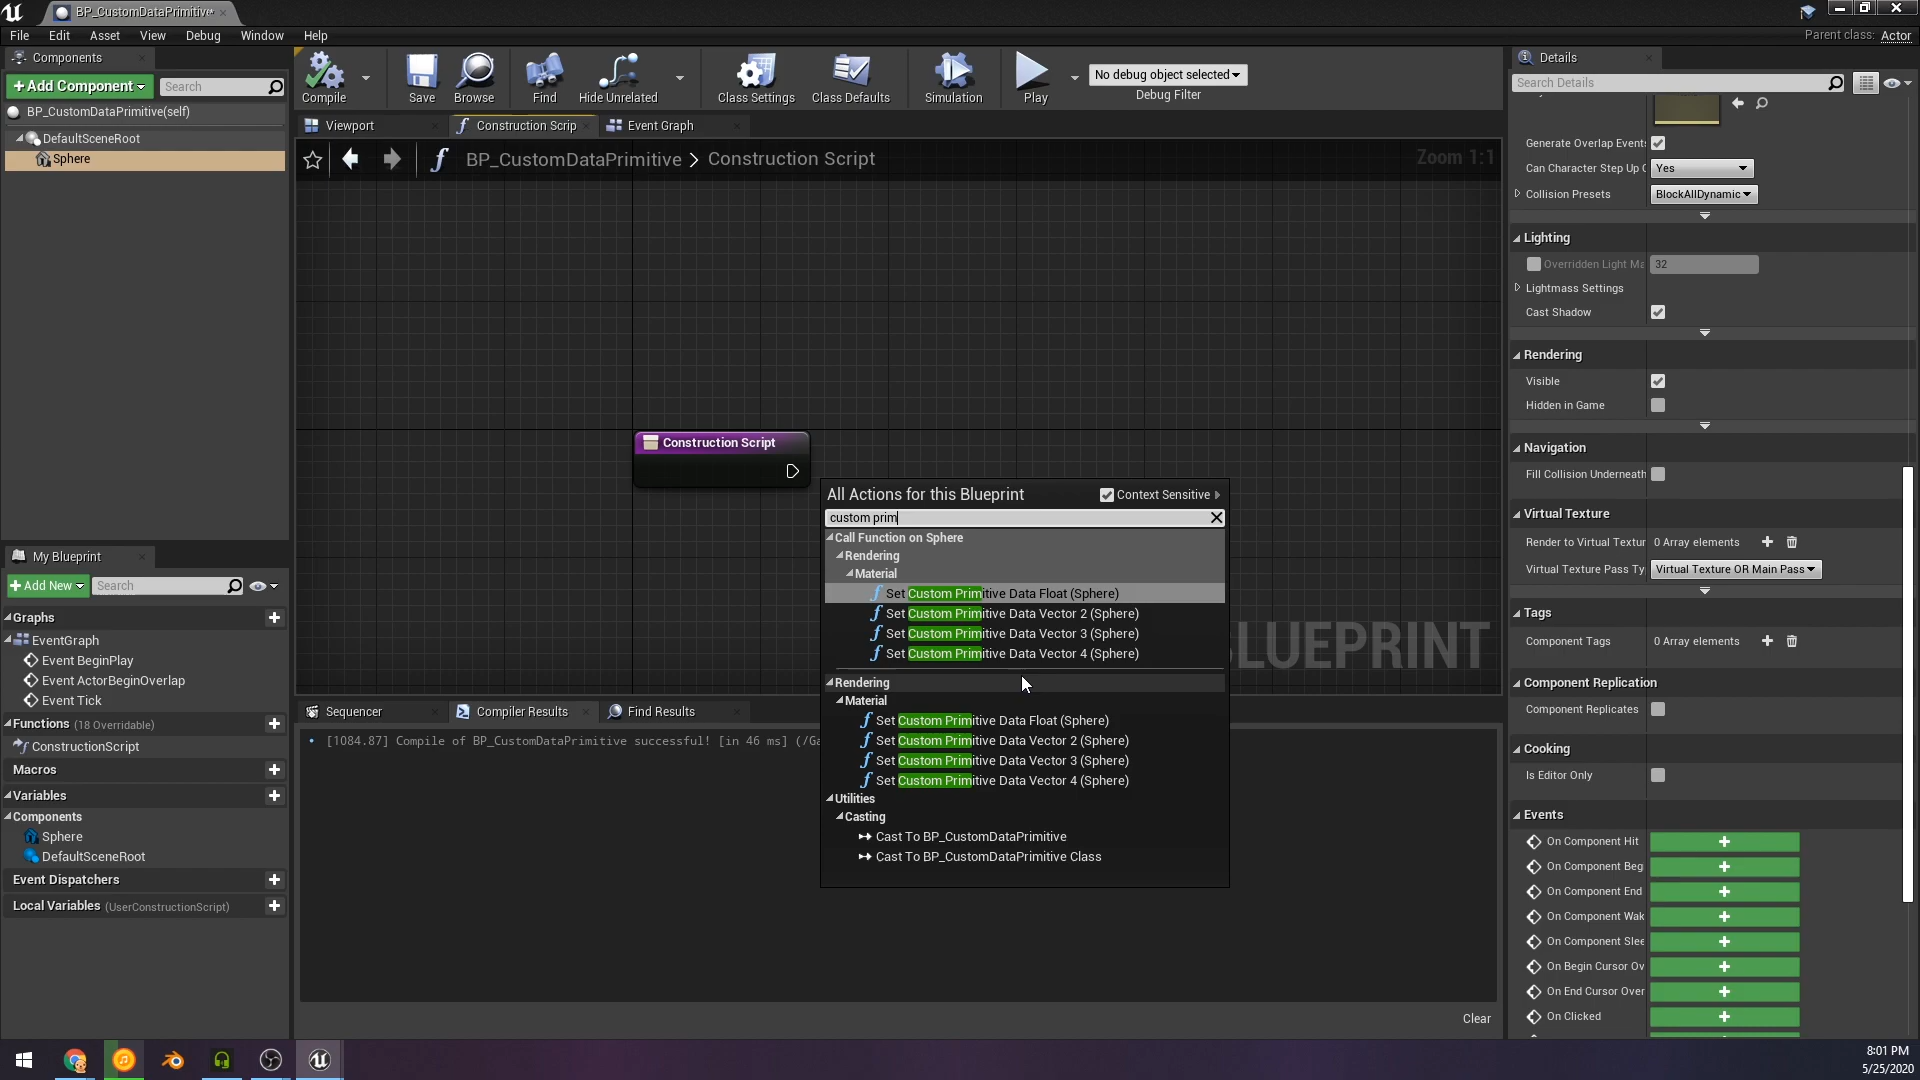 BP_CustomDataPrimitive*
File Edit Asset View Debug Window Help
Parent class: Actor
Components
+ Add Component
Search
BP_CustomDataPrimitive(self)
DefaultSceneRoot
Sphere
Compile
Save
Browse
Find
Hide Unrelated
Class Settings
Class Defaults
Simulation
Play
No debug object selected
Debug Filter
Viewport
Construction Scrip
Event Graph
BP_CustomDataPrimitive > Construction Script
Zoom 1:1
Construction Script
BLUEPRINT
All Actions for this Blueprint
Context Sensitive
custom prim
Call Function on Sphere
Rendering
Material
Set Custom Primitive Data Float (Sphere)
Set Custom Primitive Data Vector 2 (Sphere)
Set Custom Primitive Data Vector 3 (Sphere)
Set Custom Primitive Data Vector 4 (Sphere)
Rendering
Material
Set Custom Primitive Data Float (Sphere)
Set Custom Primitive Data Vector 2 (Sphere)
Set Custom Primitive Data Vector 3 (Sphere)
Set Custom Primitive Data Vector 4 (Sphere)
Utilities
Casting
Cast To BP_CustomDataPrimitive
Cast To BP_CustomDataPrimitive Class
My Blueprint
+ Add New
Search
Graphs
EventGraph
Event BeginPlay
Event ActorBeginOverlap
Event Tick
Functions (18 Overridable)
ConstructionScript
Macros
Variables
Components
Sphere
DefaultSceneRoot
Event Dispatchers
Local Variables (UserConstructionScript)
Sequencer
Compiler Results
Find Results
[1084.87] Compile of BP_CustomDataPrimitive successful! [in 46 ms] (/Ga
Clear
Details
Search Details
Generate Overlap Events
Can Character Step Up C
Yes
Collision Presets
BlockAllDynamic
Lighting
Overridden Light Ma
32
Lightmass Settings
Cast Shadow
Rendering
Visible
Hidden in Game
Navigation
Fill Collision Underneath
Virtual Texture
Render to Virtual Textur
0 Array elements
Virtual Texture Pass Ty
Virtual Texture OR Main Pass
Tags
Component Tags
0 Array elements
Component Replication
Component Replicates
Cooking
Is Editor Only
Events
On Component Hit
On Component Beg
On Component End
On Component Wak
On Component Slee
On Begin Cursor Ov
On End Cursor Over
On Clicked
8:01 PM
5/25/2020